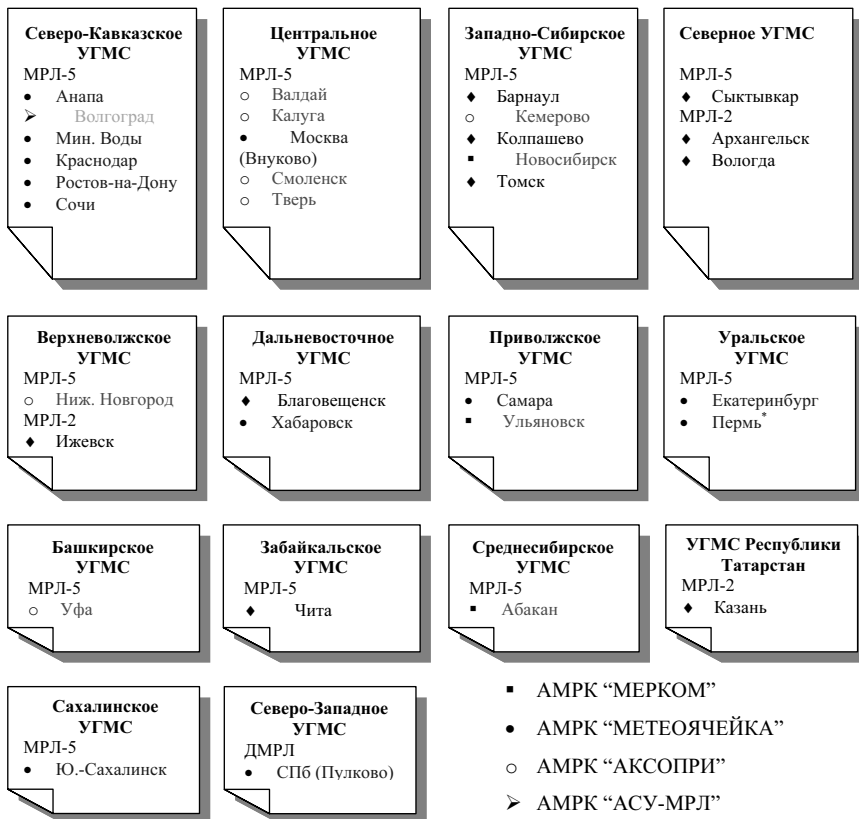 Северо-Кавказское
УГМС
МРЛ-5
• Анапа
➢ Волгоград
• Мин. Воды
• Краснодар
• Ростов-на-Дону
• Сочи
Центральное
УГМС
МРЛ-5
○ Валдай
○ Калуга
• Москва
(Внуково)
○ Смоленск
○ Тверь
Западно-Сибирское
УГМС
МРЛ-5
♦ Барнаул
○ Кемерово
♦ Колпашево
▪ Новосибирск
♦ Томск
Северное УГМС
МРЛ-5
♦ Сыктывкар
МРЛ-2
♦ Архангельск
♦ Вологда
Верхневолжское
УГМС
МРЛ-5
○ Ниж. Новгород
МРЛ-2
♦ Ижевск
Дальневосточное
УГМС
МРЛ-5
♦ Благовещенск
• Хабаровск
Приволжское
УГМС
МРЛ-5
• Самара
▪ Ульяновск
Уральское
УГМС
МРЛ-5
• Екатеринбург
• Пермь*
Башкирское
УГМС
МРЛ-5
○ Уфа
Забайкальское
УГМС
МРЛ-5
♦ Чита
Среднесибирское
УГМС
МРЛ-5
▪ Абакан
УГМС Республики
Татарстан
МРЛ-2
♦ Казань
Сахалинское
УГМС
МРЛ-5
• Ю.-Сахалинск
Северо-Западное
УГМС
ДМРЛ
• СПб (Пулково)
▪ АМРК “МЕРКОМ”
• АМРК “МЕТЕОЯЧЕЙКА”
○ АМРК “АКСОПРИ”
➢ АМРК “АСУ-МРЛ”